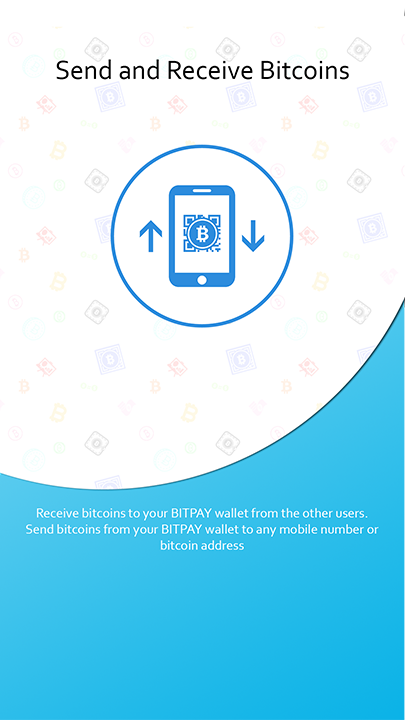 Send and Receive Bitcoins
Receive bitcoins to your BITPAY wallet from the other users.
Send bitcoins from your BITPAY wallet to any mobile number or
bitcoin address